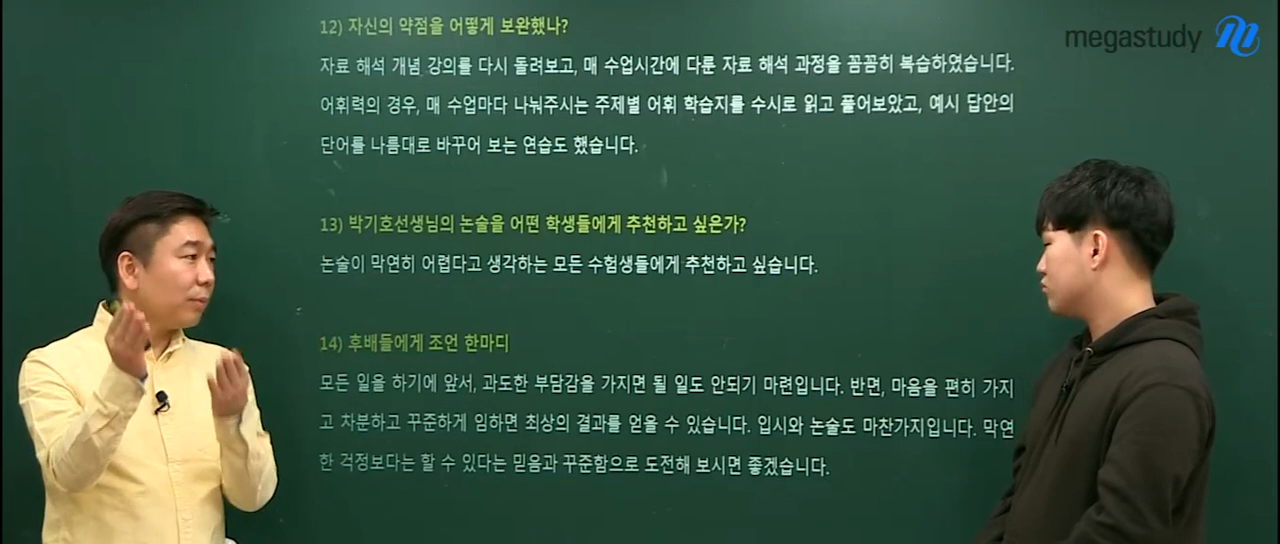 megastudy
12) 자신의 약점을 어떻게 보완했나?
자료 해석 개념 강의를 다시 돌려보고, 매 수업시간에 다룬 자료 해석 과정을 꼼꼼히 복습하였습니다.
어휘력의 경우, 매 수업마다 나눠주시는 주제별 어휘 학습지를 수시로 읽고 풀어보았고, 예시 답안의
단어를 나름대로 바꾸어 보는 연습도 했습니다.
13) 박기호선생님의 논술을 어떤 학생들에게 추천하고 싶은가?
논술이 막연히 어렵다고 생각하는 모든 수험생들에게 추천하고 싶습니다.
14) 후배들에게 조언 한마디
모든 일을 하기에 앞서, 과도한 부담감을 가지면 될 일도 안되기 마련입니다. 반면, 마음을 편히 가지
고 차분하고 꾸준하게 임하면 최상의 결과를 얻을 수 있습니다. 입시와 논술도 마찬가지입니다. 막연
한 걱정보다는 할 수 있다는 믿음과 꾸준함으로 도전해 보시면 좋겠습니다.